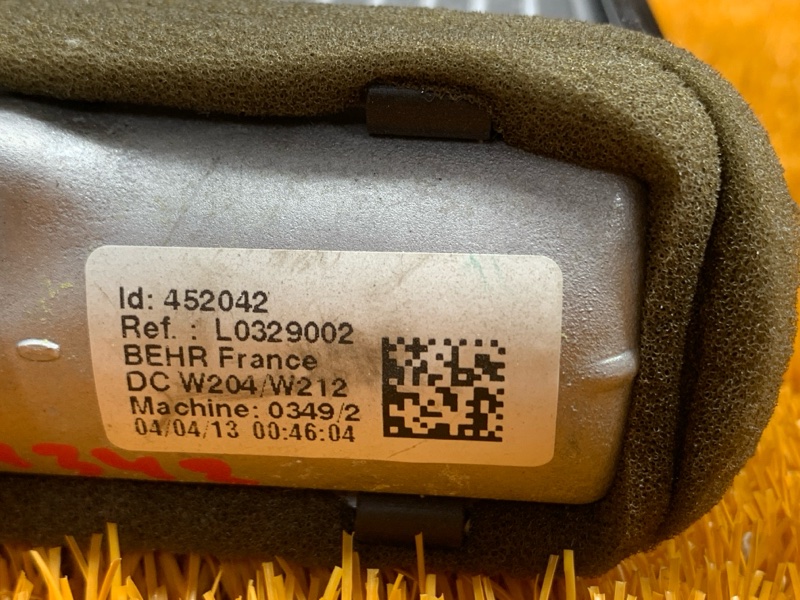 Id: 452042
Ref. : L0329002
BEHR France
DC W204/W212
Machine: 0349/2
04/04/13 00:46:04